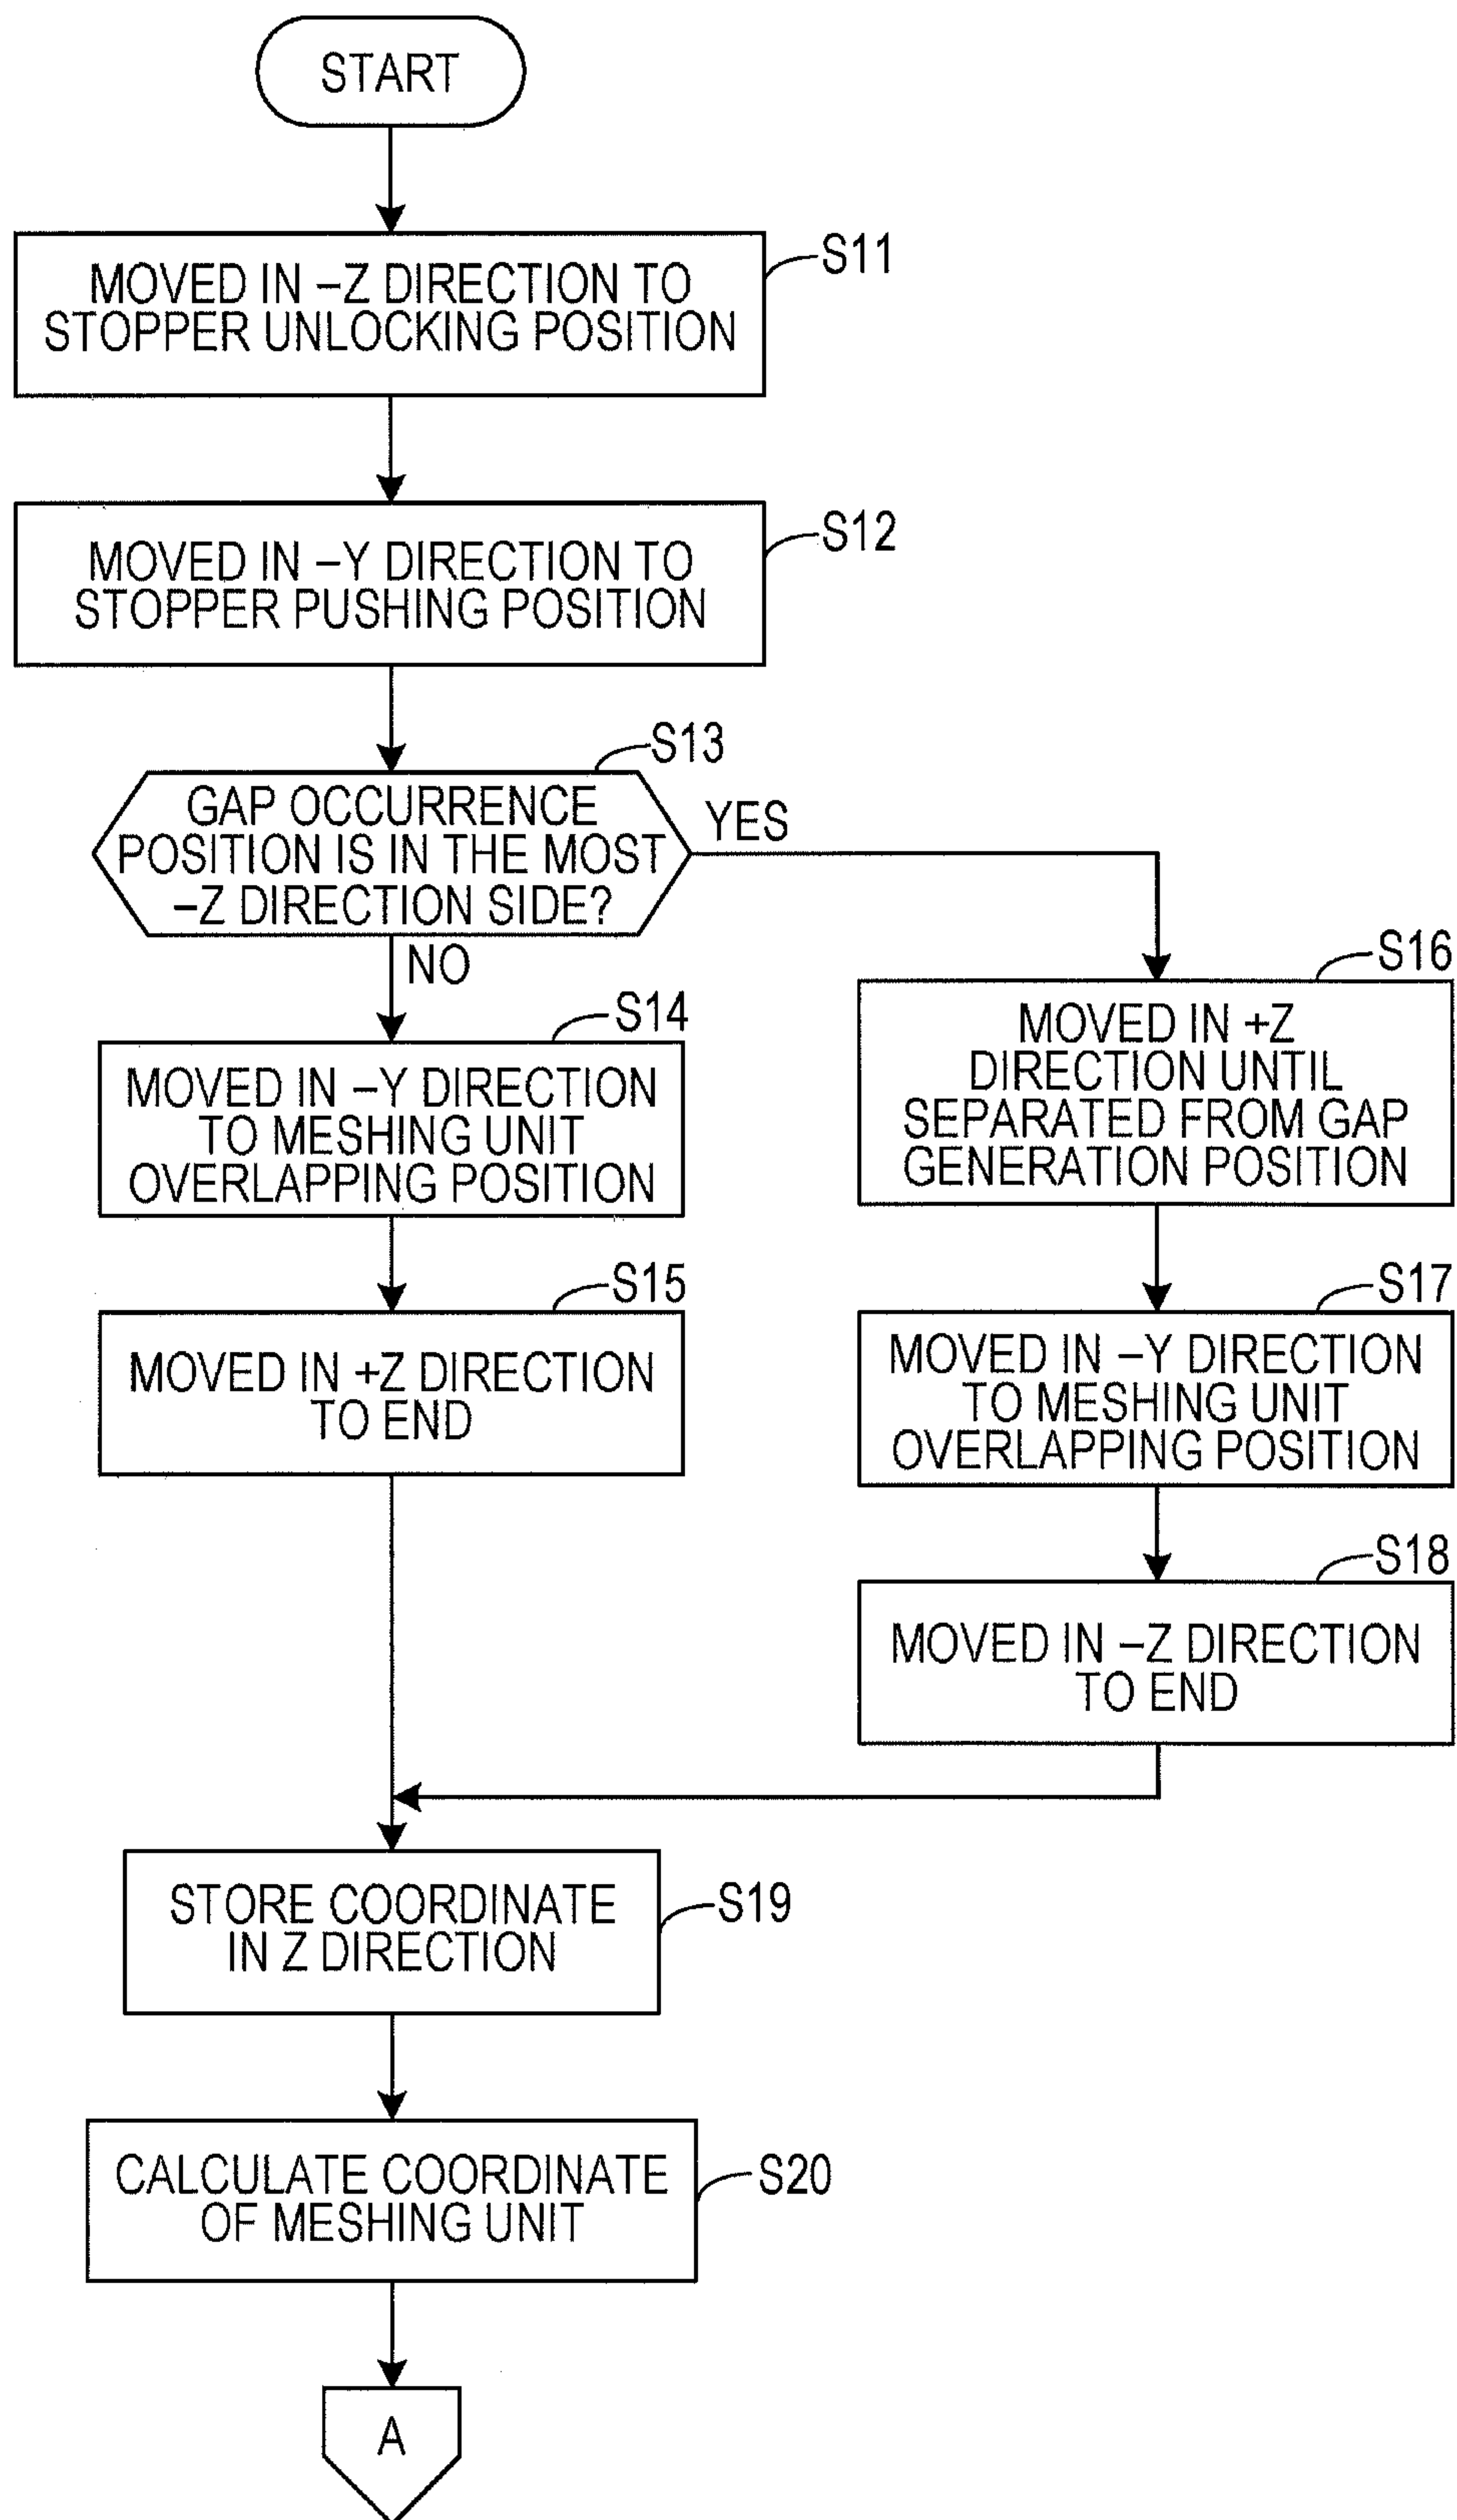 START
S11
MOVED IN –Z DIRECTION TO
STOPPER UNLOCKING POSITION
S12
MOVED IN –Y DIRECTION TO
STOPPER PUSHING POSITION
S13
GAP OCCURRENCE
POSITION IS IN THE MOST
–Z DIRECTION SIDE?
YES
NO
S14
MOVED IN –Y DIRECTION
TO MESHING UNIT
OVERLAPPING POSITION
S15
MOVED IN +Z DIRECTION
TO END
S16
MOVED IN +Z
DIRECTION UNTIL
SEPARATED FROM GAP
GENERATION POSITION
S17
MOVED IN –Y DIRECTION
TO MESHING UNIT
OVERLAPPING POSITION
S18
MOVED IN –Z DIRECTION
TO END
S19
STORE COORDINATE
IN Z DIRECTION
S20
CALCULATE COORDINATE
OF MESHING UNIT
A